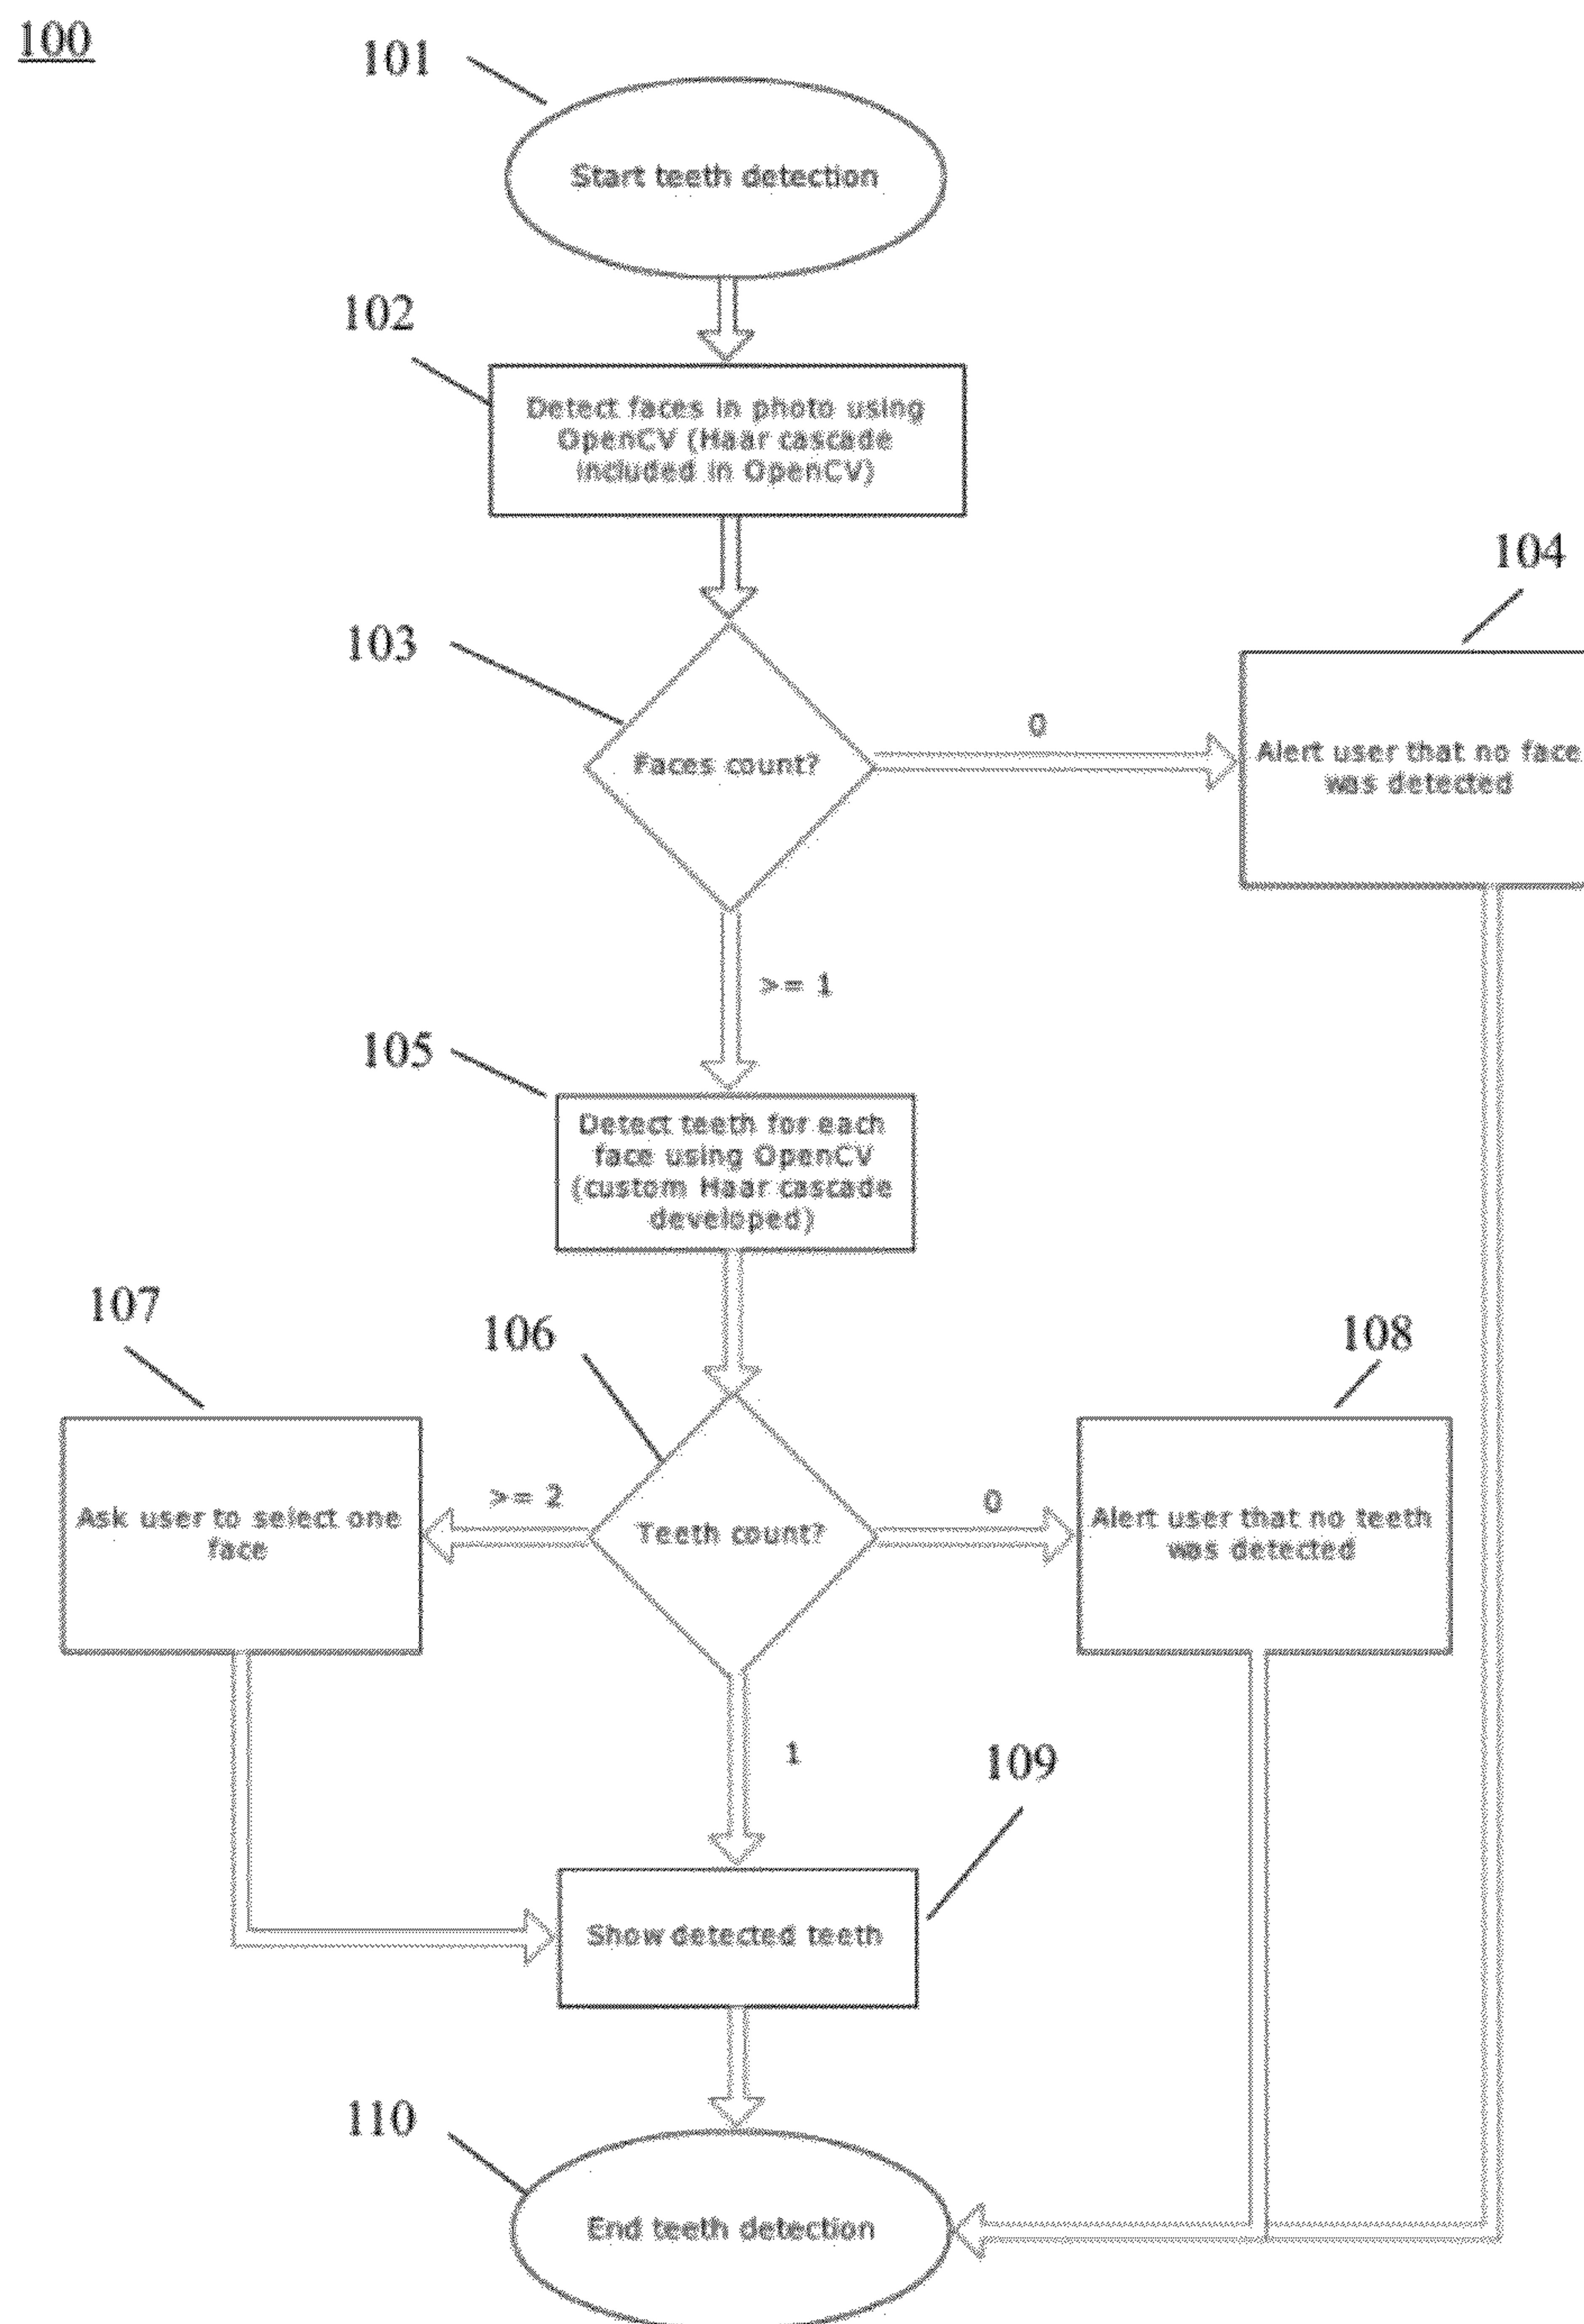 100
101
Start teeth detection
102
Detect faces in photo using
OpenCV (Haar cascade
included in OpenCV)
103
Faces count?
0
104
Alert user that no face
was detected
>= 1
105
Detect teeth for each
face using OpenCV
(custom Haar cascade
developed)
106
Teeth count?
>= 2
107
Ask user to select one
face
0
108
Alert user that no teeth
was detected
1
109
Show detected teeth
110
End teeth detection